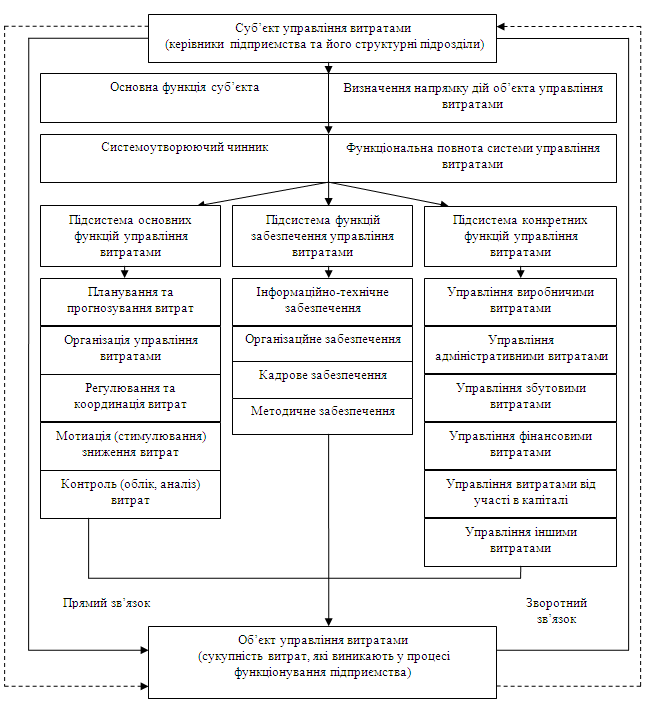 Суб’єкт управління витратами
(керівники підприємства та його структурні підрозділи)
Основна функція суб’єкта
Визначення напрямку дій об’єкта управління
витратами
Системоутворюючий чинник
Функціональна повнота системи управління
витратами
Підсистема основних
функцій управління
витратами
Підсистема функцій
забезпечення управління
витратами
Підсистема конкретних
функцій управління
витратами
Планування та
прогнозування витрат
Організація управління
витратами
Регулювання та
координація витрат
Мотиація (стимулювання)
зниження витрат
Контроль (облік, аналіз)
витрат
Інформаційно-технічне
забезпечення
Організаційне забезпечення
Кадрове забезпечення
Методичне забезпечення
Управління виробничими
витратами
Управління
адміністративними витратами
Управління збутовими
витратами
Управління фінансовими
витратами
Управління витратами від
участі в капіталі
Управління іншими
витратами
Прямий зв’язок
Зворотний
зв’язок
Об’єкт управління витратами
(сукупність витрат, які виникають у процесі
функціонування підприємства)